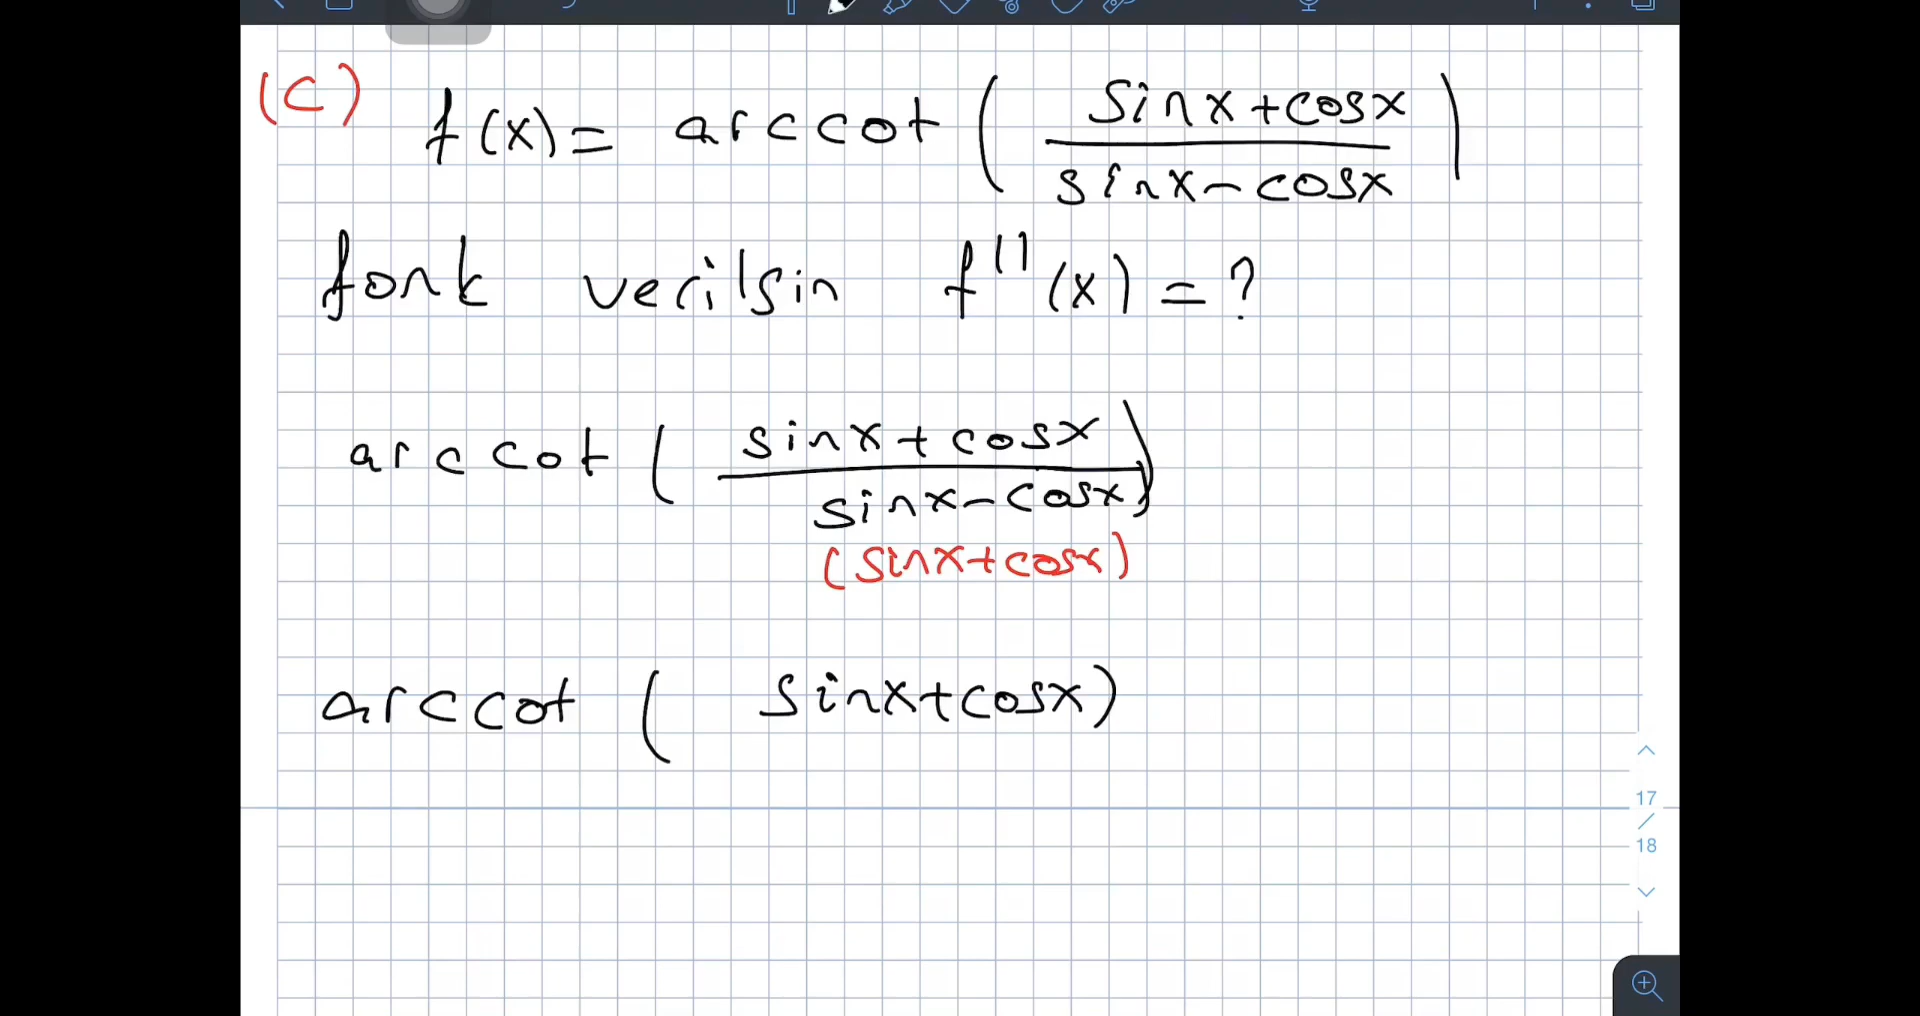 (C) f(x) = arccot ( sinx+cosx / sinx-cosx )
fonk verilsin f''(x) = ?
arccot ( sinx+cosx / sinx-cosx )
(sinx+cosx)
arccot ( sinx+cosx)
17
/
18